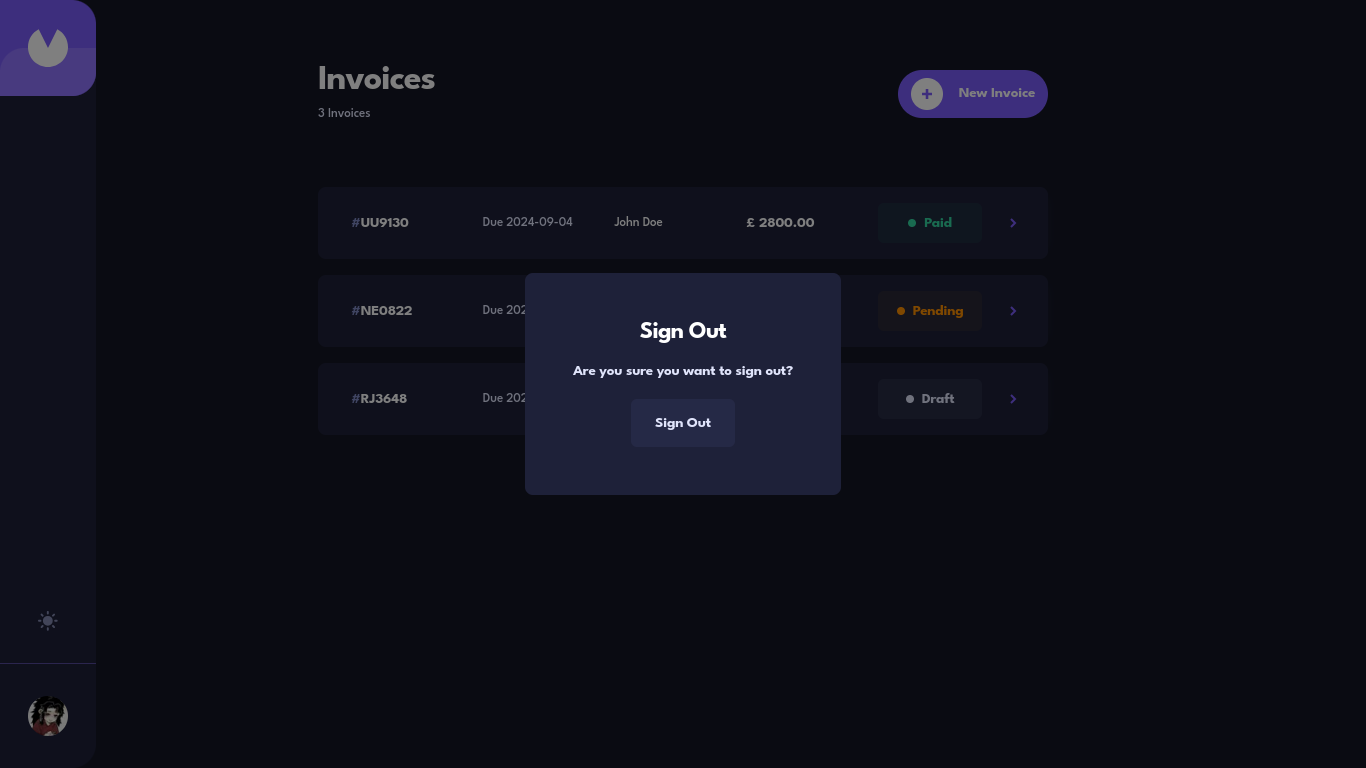 Invoices
3 Invoices
+ New Invoice
#UU9130 Due 2024-09-04 John Doe £ 2800.00 Paid
#NE0822 Due 202 Pending
#RJ3648 Due 202 Draft
Sign Out
Are you sure you want to sign out?
Sign Out